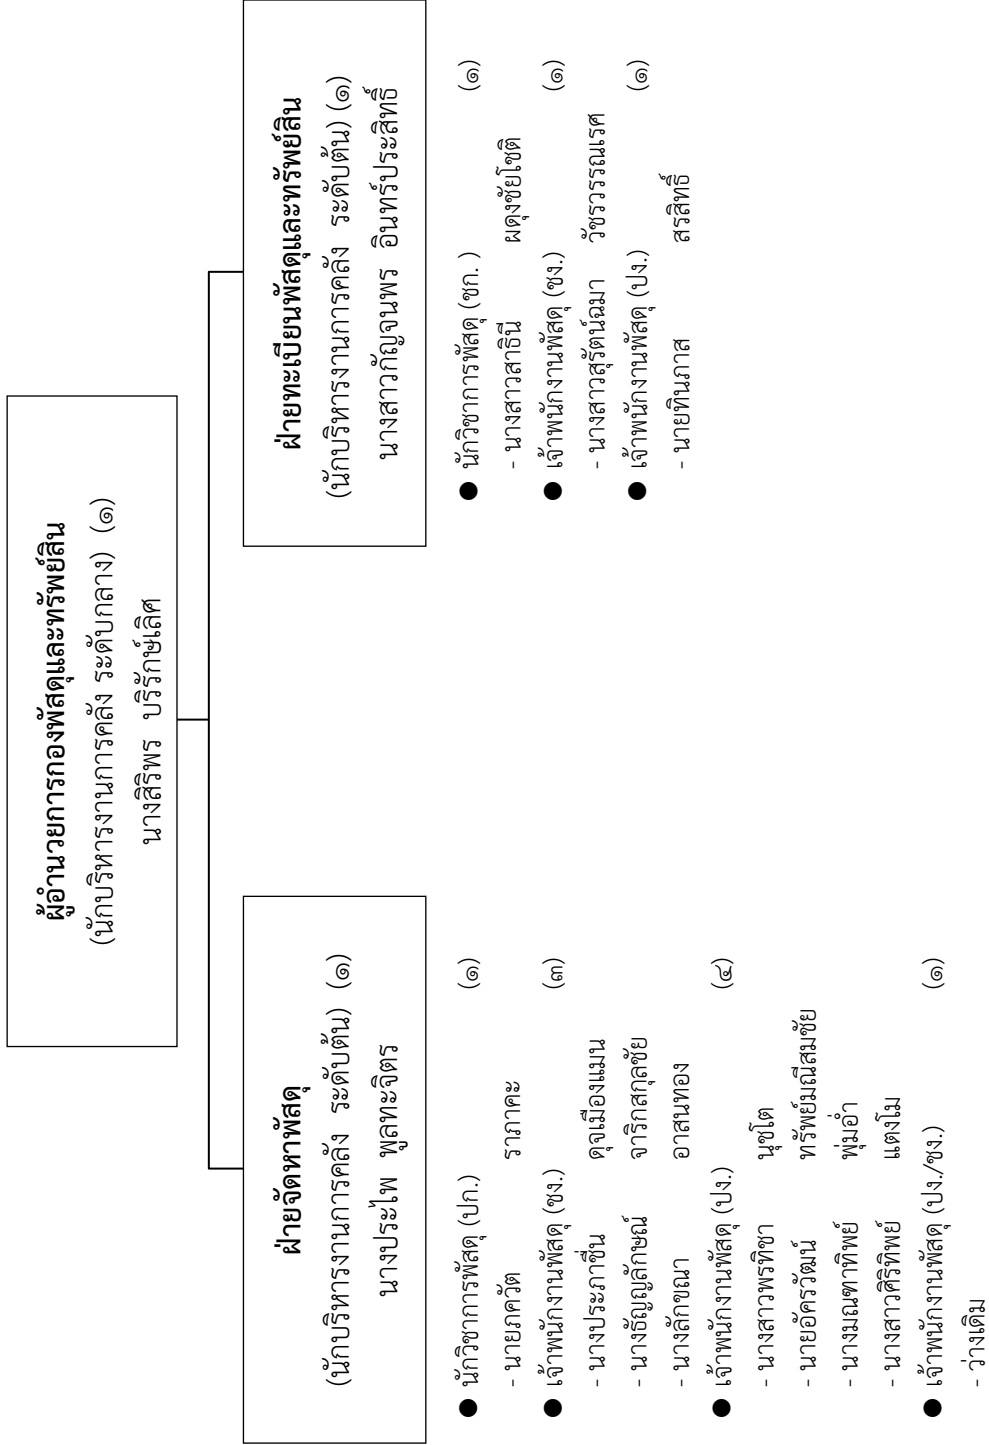 ผู้อำนวยการกองพัสดุและทรัพย์สิน
(นักบริหารงานการคลัง ระดับกลาง) (๑)
นางสิริพร บริรักษ์เลิศ
ฝ่ายจัดหาพัสดุ
(นักบริหารงานการคลัง ระดับต้น) (๑)
นางประไพ พูลทะจิตร
● นักวิชาการพัสดุ (ปก.) (๑)
- นายภควัต ราภาคะ
● เจ้าพนักงานพัสดุ (ชง.) (๓)
- นางประภาชื่น ดุจเมืองแมน
- นางธัญญลักษณ์ จาริกสกุลชัย
- นางลักขณา อาสนทอง
● เจ้าพนักงานพัสดุ (ปง.) (๔)
- นางสาวพรทิชา นุชโต
- นายอัครวัฒน์ ทรัพย์มณีสมชัย
- นางมณฑาทิพย์ พุ่มอ่ำ
- นางสาวศิริทิพย์ แตงโม
● เจ้าพนักงานพัสดุ (ปง./ชง.) (๑)
- ว่างเดิม
ฝ่ายทะเบียนพัสดุและทรัพย์สิน
(นักบริหารงานการคลัง ระดับต้น) (๑)
นางสาวกัญจนพร อินทร์ประสิทธิ์
● นักวิชาการพัสดุ (ชก. ) (๑)
- นางสาวสาธินี ผดุงชัยโชติ
● เจ้าพนักงานพัสดุ (ชง.) (๑)
- นางสาวสุรัตน์ฉมา วัชรวรรณเรศ
● เจ้าพนักงานพัสดุ (ปง.) (๑)
- นายทินภาส สรสิทธิ์